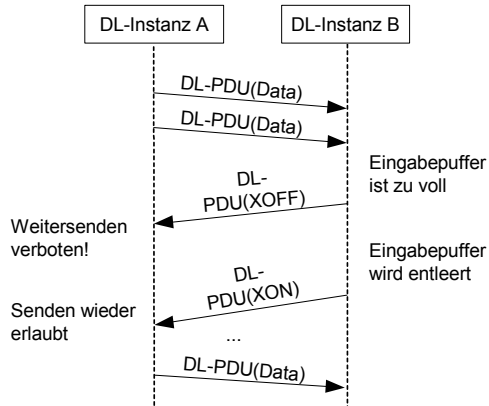 DL-Instanz A
DL-Instanz B
DL-PDU(Data)
DL-PDU(Data)
Eingabepuffer
ist zu voll
DL-
PDU(XOFF)
Weitersenden
verboten!
Eingabepuffer
wird entleert
DL-
PDU(XON)
Senden wieder
erlaubt
...
DL-PDU(Data)